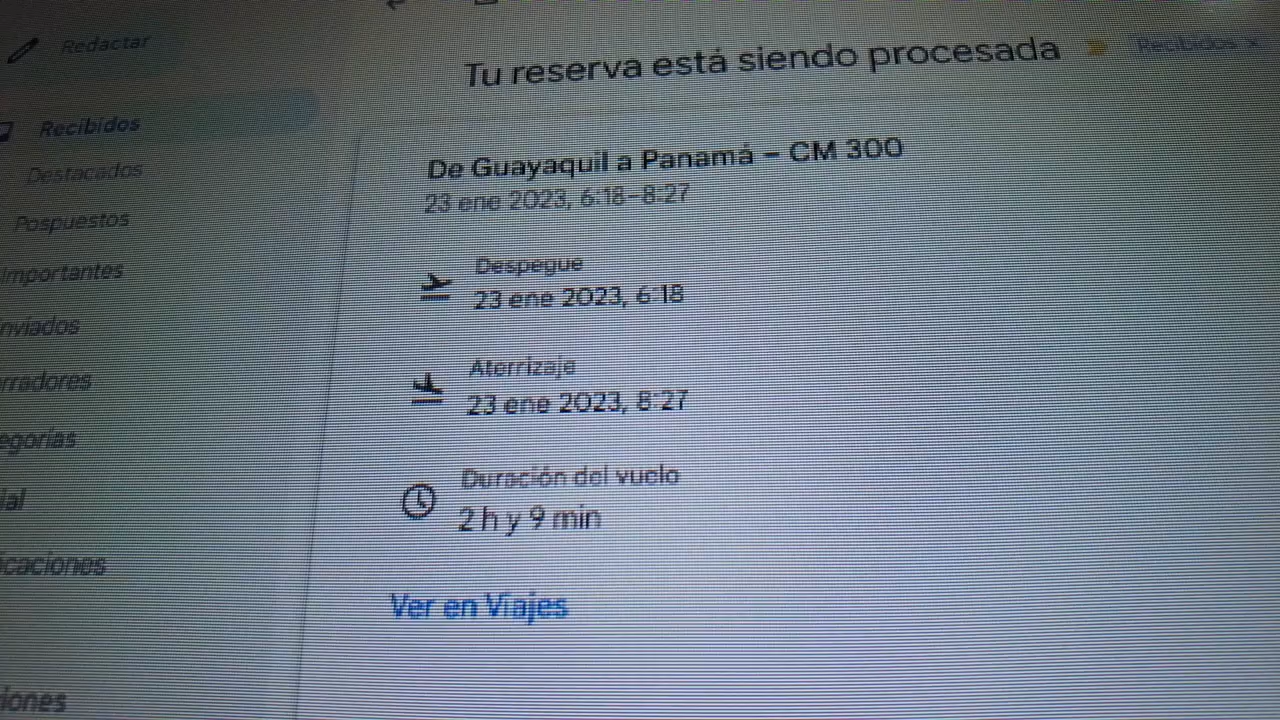 Redactar
Recibidos
Destacados
Pospuestos
Importantes
nviados
rradores
egorías
ial
icaciones
iones
Tu reserva está siendo procesada
Recibidos x
De Guayaquil a Panamá – CM 300
23 ene 2023, 6:18–8:27
Despegue
23 ene 2023, 6:18
Aterrizaje
23 ene 2023, 8:27
Duración del vuelo
2 h y 9 min
Ver en Viajes